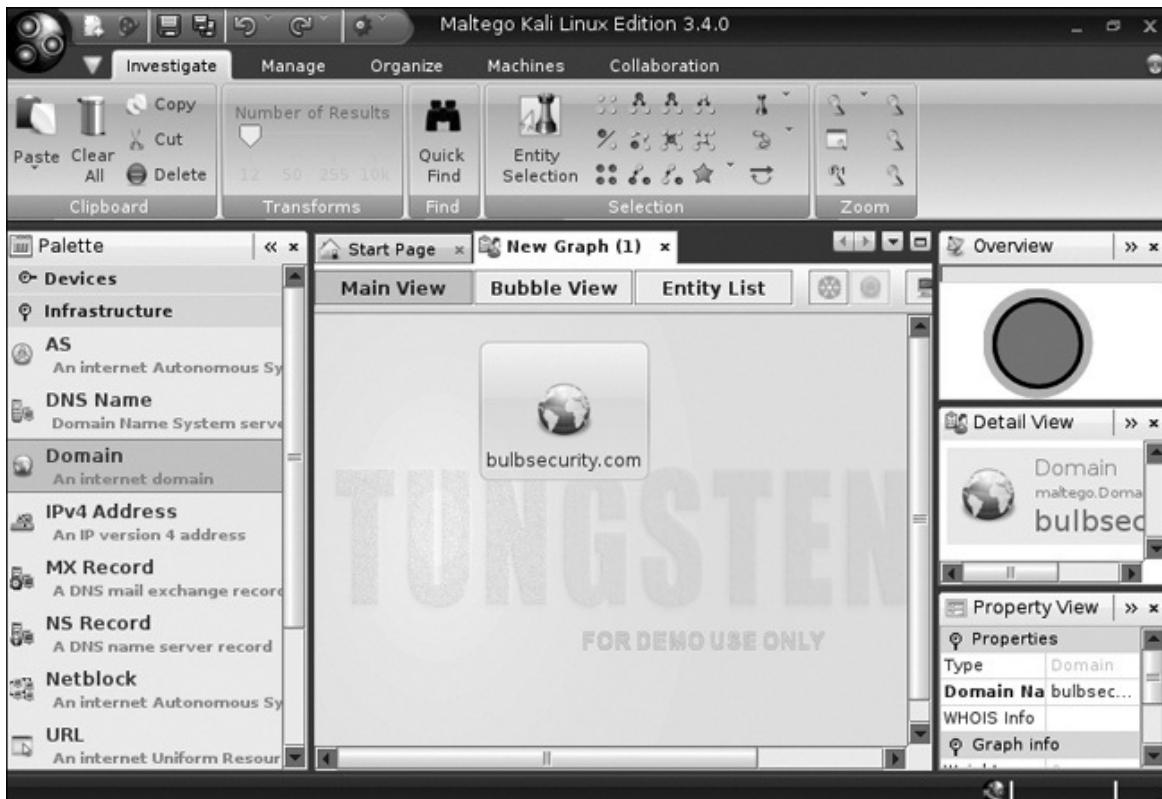 Maltego Kali Linux Edition 3.4.0
Investigate Manage Organize Machines Collaboration
Copy
Cut
Delete
Paste
Clear All
Number of Results
12 50 255 10k
Quick Find
Entity Selection
Clipboard Transforms Find Selection Zoom
Palette
Devices
Infrastructure
AS
An internet Autonomous Sy
DNS Name
Domain Name System serve
Domain
An internet domain
IPv4 Address
An IP version 4 address
MX Record
A DNS mail exchange record
NS Record
A DNS name server record
Netblock
An internet Autonomous Sy
URL
An internet Uniform Resour
Start Page New Graph (1)
Main View Bubble View Entity List
bulbsecurity.com
TUNGSTEN
FOR DEMO USE ONLY
Overview
Detail View
Domain
maltego.Doma
bulbsec
Property View
Properties
Type Domain
Domain Na bulbsec...
WHOIS Info
Graph info